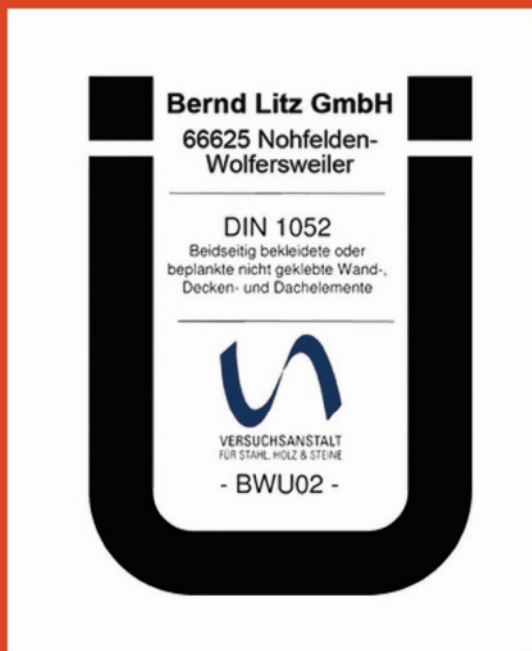 Bernd Litz GmbH
66625 Nohfelden-
Wolfersweiler
DIN 1052
Beidseitig bekleidete oder
beplankte nicht geklebte Wand-,
Decken- und Dachelemente
VERSUCHSANSTALT
FÜR STAHL, HOLZ & STEINE
- BWU02 -